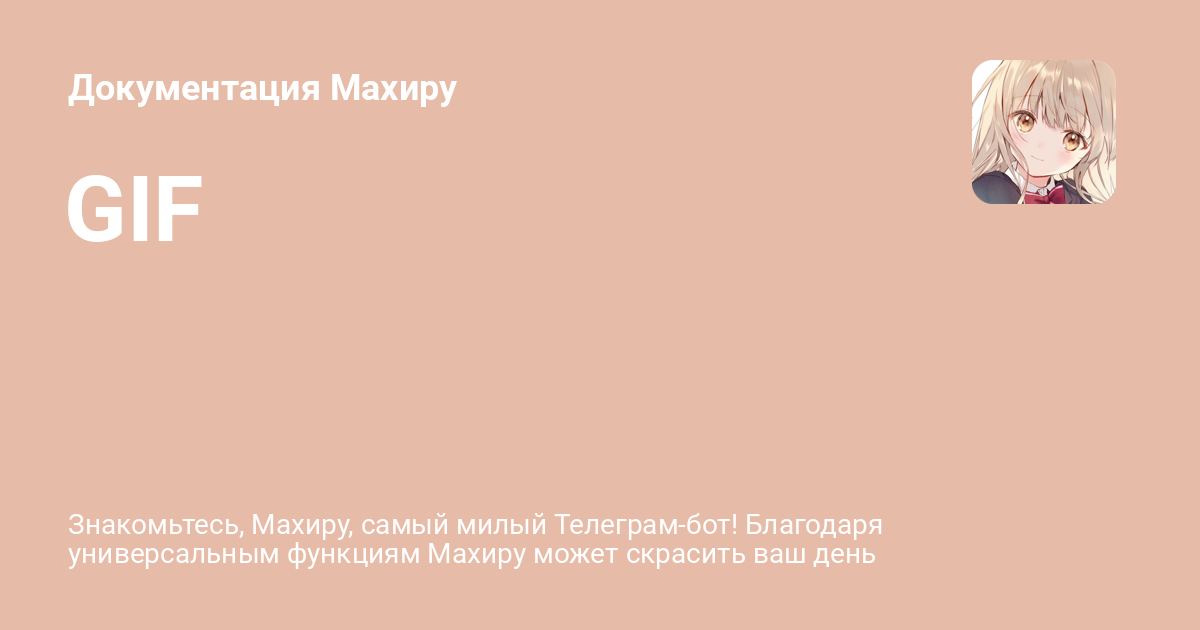 Документация Махиру
GIF
Знакомьтесь, Махиру, самый милый Телеграм-бот! Благодаря
универсальным функциям Махиру может скрасить ваш день